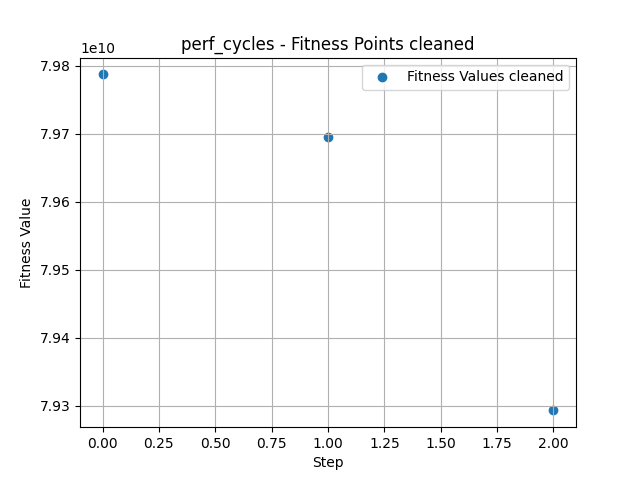 perf_cycles - Fitness Points cleaned
1e10
7.98
7.97
7.96
7.95
7.94
7.93
Fitness Value
Fitness Values cleaned
0.00 0.25 0.50 0.75 1.00 1.25 1.50 1.75 2.00
Step